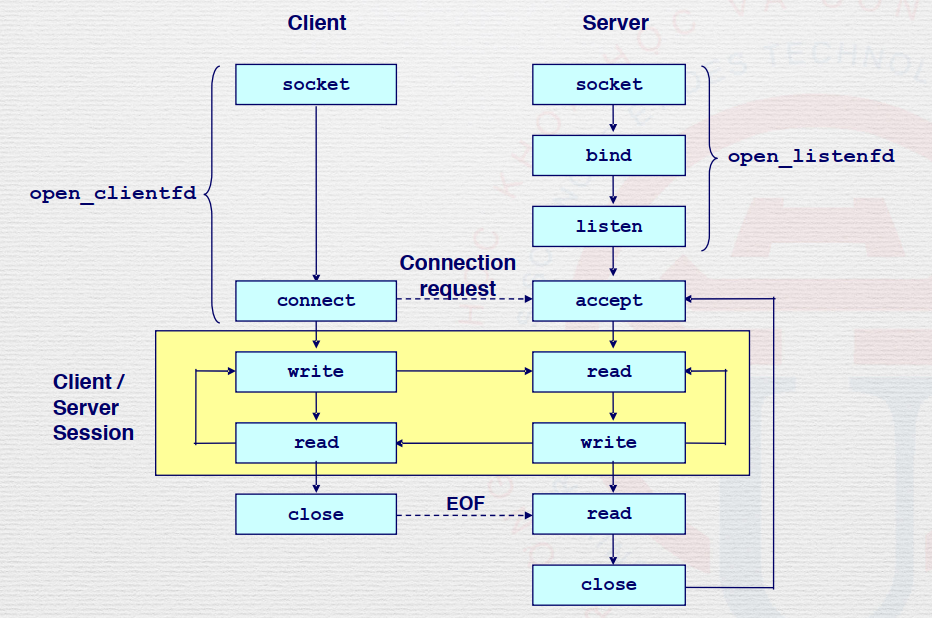 Client
Server
socket
socket
bind
open_listenfd
open_clientfd
listen
Connection
request
connect
accept
Client /
Server
Session
write
read
read
write
close
EOF
read
close